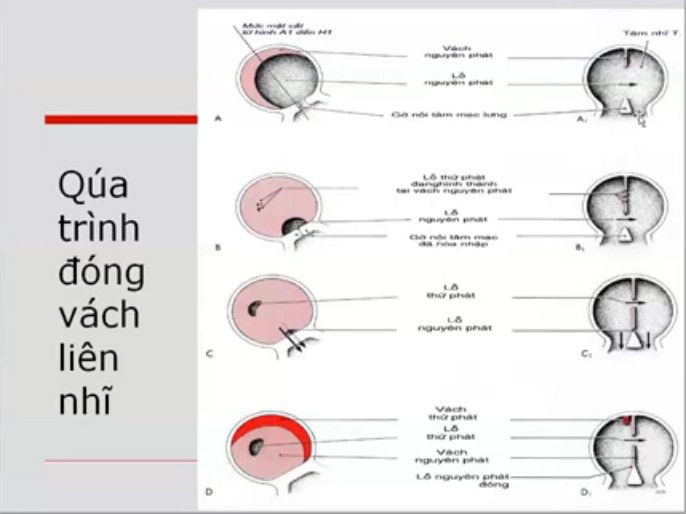 Qúa
trình
đóng
vách
liên
nhĩ
Mức mặt cắt
từ hình A1 đến H1
Vách
nguyên phát
Tâm nhĩ T.
Lỗ
nguyên phát
Gờ nội tâm mạc lưng
A
A₁
Lỗ thứ phát
đang hình thành
tại vách nguyên phát
Lỗ
nguyên phát
Gờ nội tâm mạc
đã hòa nhập
B
B₁
Lỗ
thứ phát
Lỗ
nguyên phát
C
C₁
Vách
thứ phát
Lỗ
thứ phát
Vách
nguyên phát
Lỗ nguyên phát
đóng
D
D₁